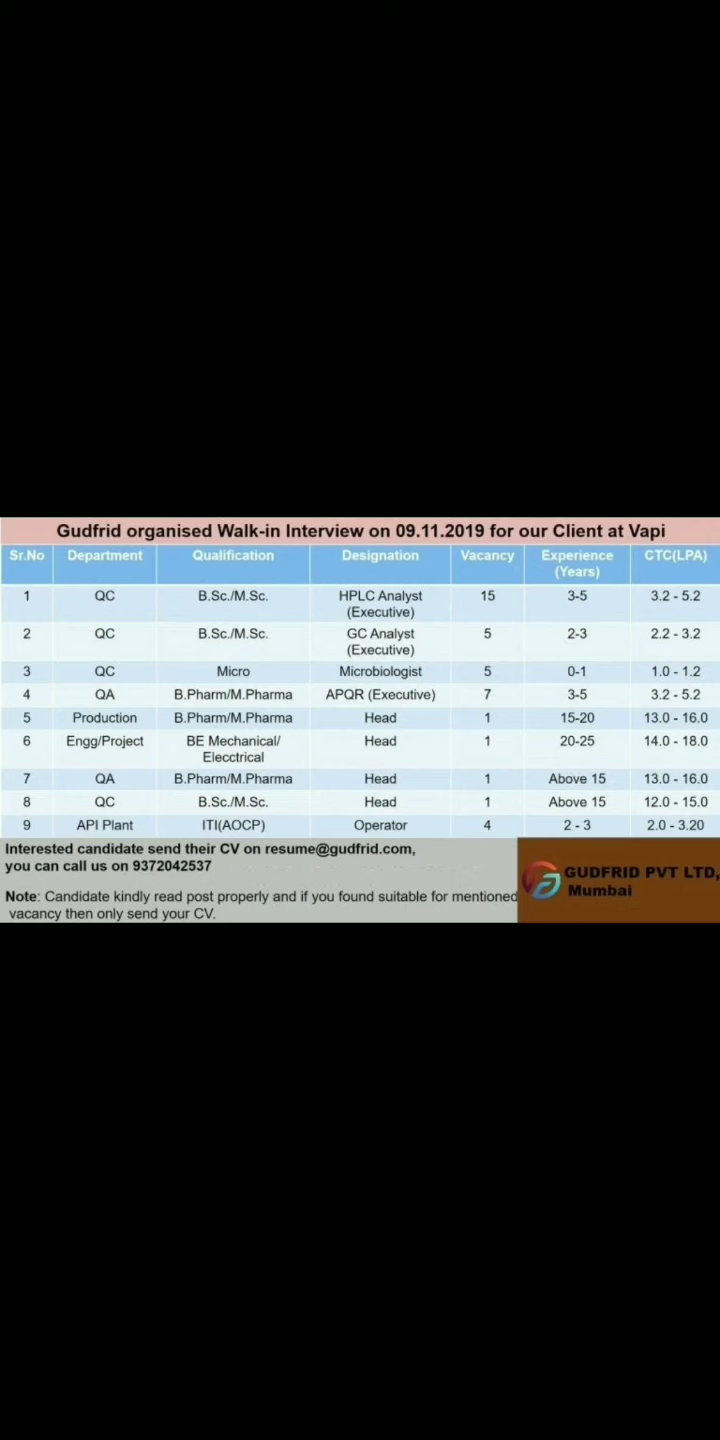 Gudfrid organised Walk-in Interview on 09.11.2019 for our Client at Vapi
Sr.No Department Qualification Designation Vacancy Experience (Years) CTC(LPA)
1 QC B.Sc./M.Sc. HPLC Analyst (Executive) 15 3-5 3.2 - 5.2
2 QC B.Sc./M.Sc. GC Analyst (Executive) 5 2-3 2.2 - 3.2
3 QC Micro Microbiologist 5 0-1 1.0 - 1.2
4 QA B.Pharm/M.Pharma APQR (Executive) 7 3-5 3.2 - 5.2
5 Production B.Pharm/M.Pharma Head 1 15-20 13.0 - 16.0
6 Engg/Project BE Mechanical/ Elecctrical Head 1 20-25 14.0 - 18.0
7 QA B.Pharm/M.Pharma Head 1 Above 15 13.0 - 16.0
8 QC B.Sc./M.Sc. Head 1 Above 15 12.0 - 15.0
9 API Plant ITI(AOCP) Operator 4 2 - 3 2.0 - 3.20
Interested candidate send their CV on resume@gudfrid.com,
you can call us on 9372042537
Note: Candidate kindly read post properly and if you found suitable for mentioned
vacancy then only send your CV.
GUDFRID PVT LTD,
Mumbai